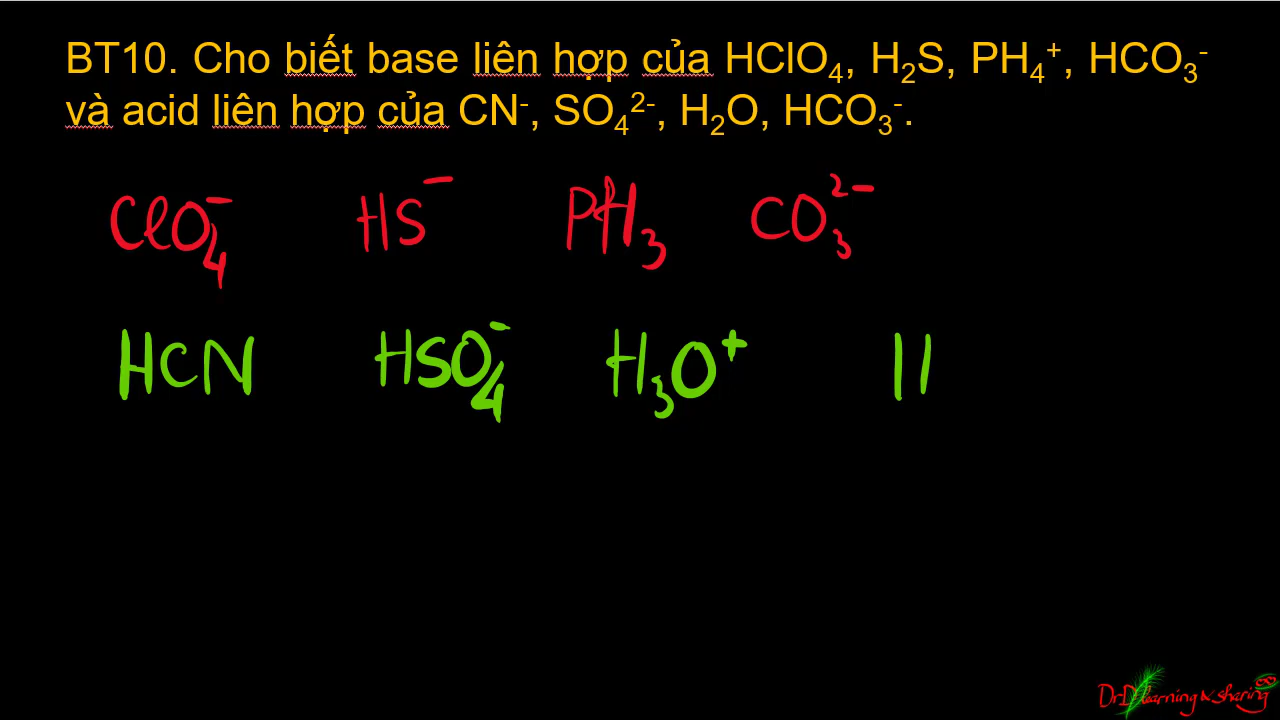 BT10. Cho biết base liên hợp của HClO₄, H₂S, PH₄⁺, HCO₃⁻
và acid liên hợp của CN⁻, SO₄²⁻, H₂O, HCO₃⁻.
ClO₄⁻ HS⁻ PH₃ CO₃²⁻
HCN HSO₄⁻ H₃O⁺
Dr.D learning & sharing